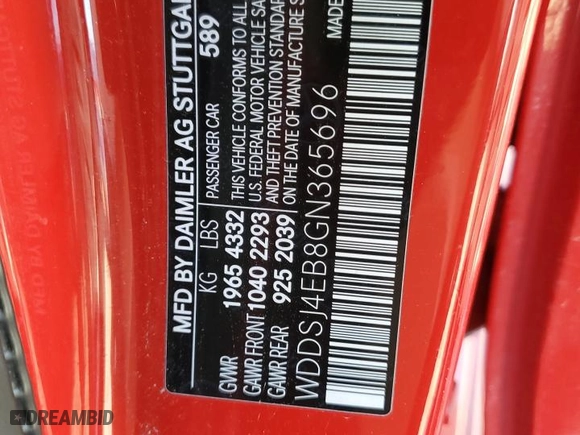 MFD BY DAIMLER AG STUTTGA
589
KG LBS PASSENGER CAR
GVWR 1965 4332
GAWR FRONT 1040 2293
GAWR REAR 925 2039
THIS VEHICLE CONFORMS TO ALL
U.S. FEDERAL MOTOR VEHICLE SA
AND THEFT PREVENTION STANDAR
ON THE DATE OF MANUFACTURE S
MADE
WDDSJ4EB8GN365696
DREAMBID